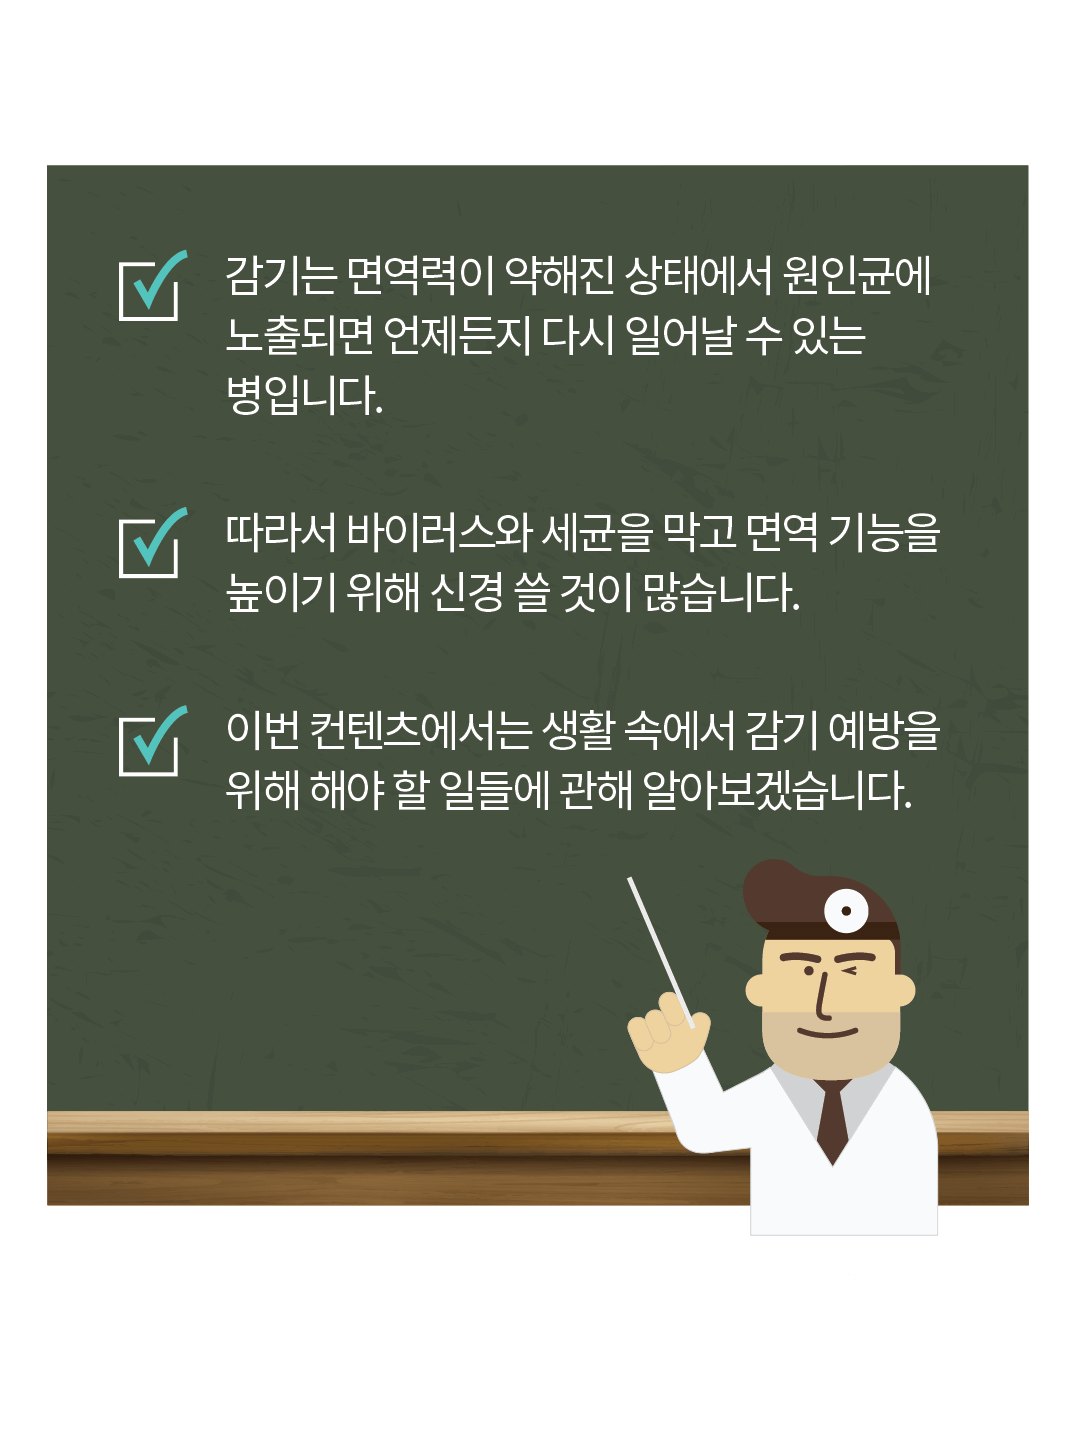 감기는 면역력이 약해진 상태에서 원인균에
노출되면 언제든지 다시 일어날 수 있는
병입니다.
따라서 바이러스와 세균을 막고 면역 기능을
높이기 위해 신경 쓸 것이 많습니다.
이번 컨텐츠에서는 생활 속에서 감기 예방을
위해 해야 할 일들에 관해 알아보겠습니다.